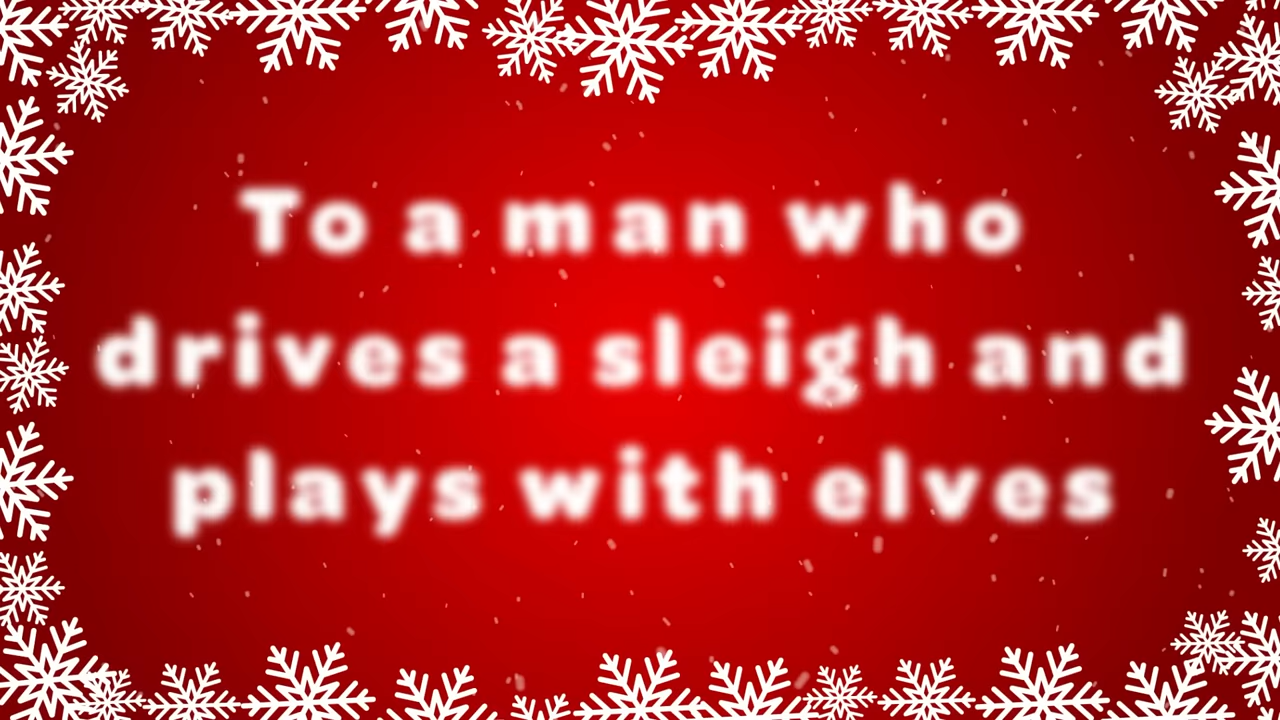 To a man who
drives a sleigh and
plays with elves